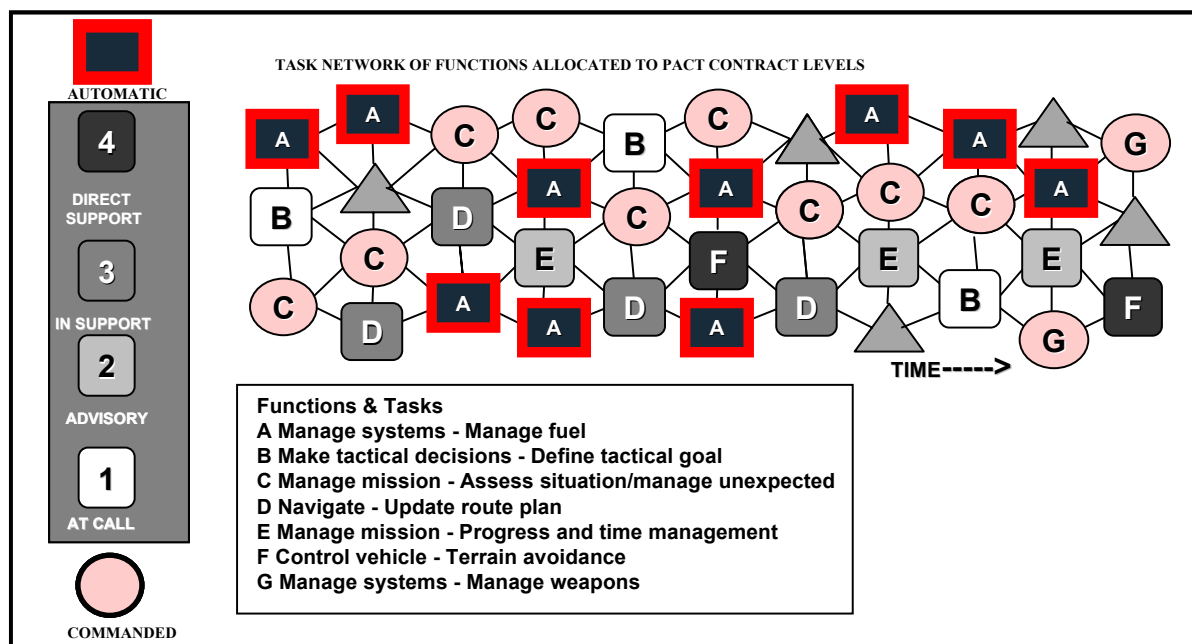 AUTOMATIC
4
DIRECT
SUPPORT
3
IN SUPPORT
2
ADVISORY
1
AT CALL
COMMANDED
TASK NETWORK OF FUNCTIONS ALLOCATED TO PACT CONTRACT LEVELS
A A C C B C A A G
B D A C A C C C A
C C E F E B E
D A A D A D G F
TIME----->
Functions & Tasks
A Manage systems - Manage fuel
B Make tactical decisions - Define tactical goal
C Manage mission - Assess situation/manage unexpected
D Navigate - Update route plan
E Manage mission - Progress and time management
F Control vehicle - Terrain avoidance
G Manage systems - Manage weapons